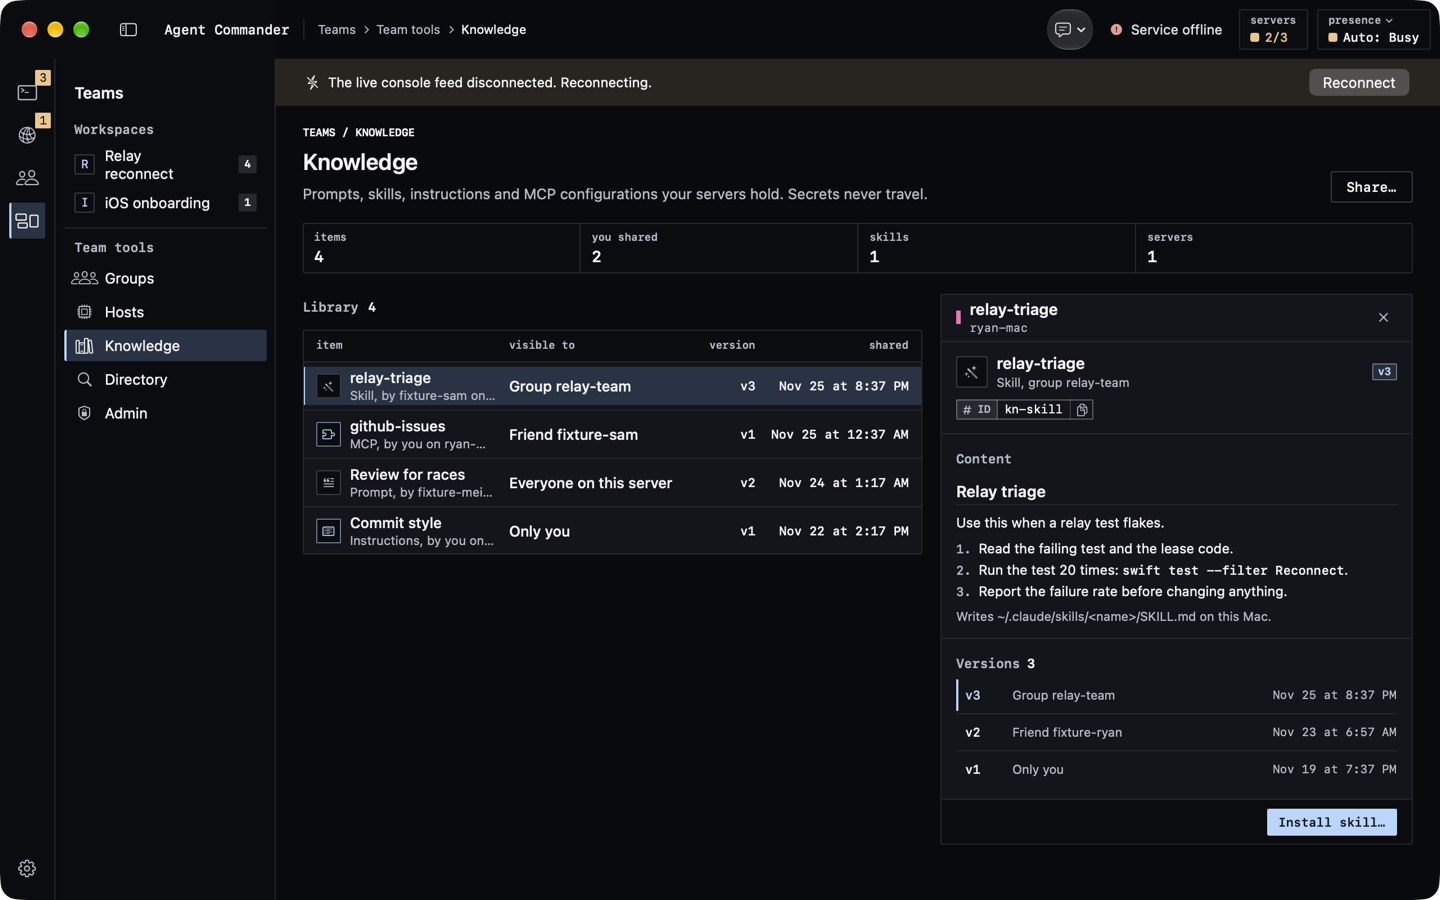 Agent Commander
Teams > Team tools > Knowledge
Service offline
servers
2/3
presence
Auto: Busy
3
1
Teams
Workspaces
R Relay reconnect 4
I iOS onboarding 1
Team tools
Groups
Hosts
Knowledge
Directory
Admin
The live console feed disconnected. Reconnecting.
Reconnect
TEAMS / KNOWLEDGE
Knowledge
Prompts, skills, instructions and MCP configurations your servers hold. Secrets never travel.
Share…
items
4
you shared
2
skills
1
servers
1
Library 4
item visible to version shared
relay-triage
Skill, by fixture-sam on…
Group relay-team v3 Nov 25 at 8:37 PM
github-issues
MCP, by you on ryan-…
Friend fixture-sam v1 Nov 25 at 12:37 AM
Review for races
Prompt, by fixture-mei…
Everyone on this server v2 Nov 24 at 1:17 AM
Commit style
Instructions, by you on…
Only you v1 Nov 22 at 2:17 PM
relay-triage
ryan-mac
relay-triage
Skill, group relay-team
v3
# ID kn-skill
Content
Relay triage
Use this when a relay test flakes.
1. Read the failing test and the lease code.
2. Run the test 20 times: swift test --filter Reconnect.
3. Report the failure rate before changing anything.
Writes ~/.claude/skills/<name>/SKILL.md on this Mac.
Versions 3
v3 Group relay-team Nov 25 at 8:37 PM
v2 Friend fixture-ryan Nov 23 at 6:57 AM
v1 Only you Nov 19 at 7:37 PM
Install skill…